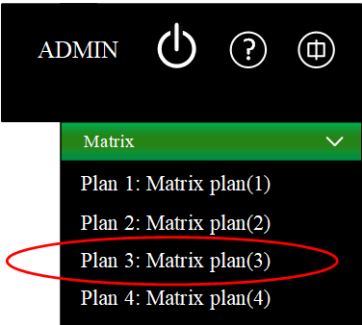 ADMIN ? 中
Matrix
Plan 1: Matrix plan(1)
Plan 2: Matrix plan(2)
Plan 3: Matrix plan(3)
Plan 4: Matrix plan(4)